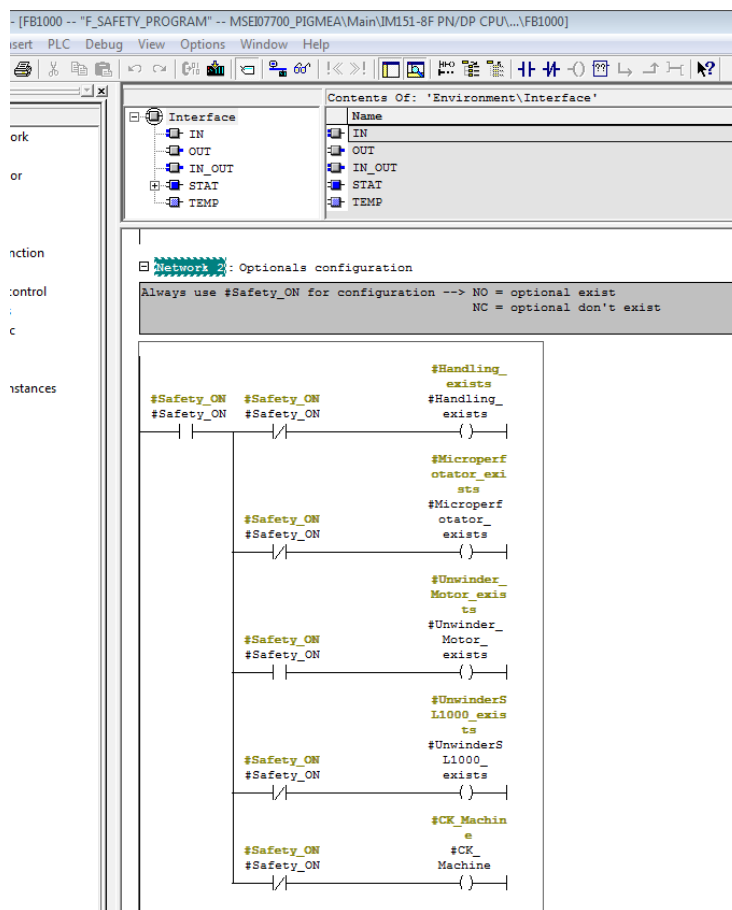 - [FB1000 -- "F_SAFETY_PROGRAM" -- MSEI07700_PIGMEA\Main\IM151-8F PN/DP CPU\...\FB1000]
nsert PLC Debug View Options Window Help
Contents Of: 'Environment\Interface'
Interface
IN
OUT
IN_OUT
STAT
TEMP
Name
IN
OUT
IN_OUT
STAT
TEMP
ork
or
nction
control
c
nstances
Network 2: Optionals configuration
Always use #Safety_ON for configuration --> NO = optional exist
NC = optional don't exist
#Handling_
exists
#Safety_ON #Safety_ON #Handling_
#Safety_ON #Safety_ON exists
#Microperf
otator_exi
sts
#Microperf
#Safety_ON otator_
#Safety_ON exists
#Unwinder_
Motor_exis
ts
#Unwinder_
#Safety_ON Motor_
#Safety_ON exists
#UnwinderS
L1000_exis
ts
#UnwinderS
#Safety_ON L1000_
#Safety_ON exists
#CK_Machin
e
#Safety_ON #CK_
#Safety_ON Machine